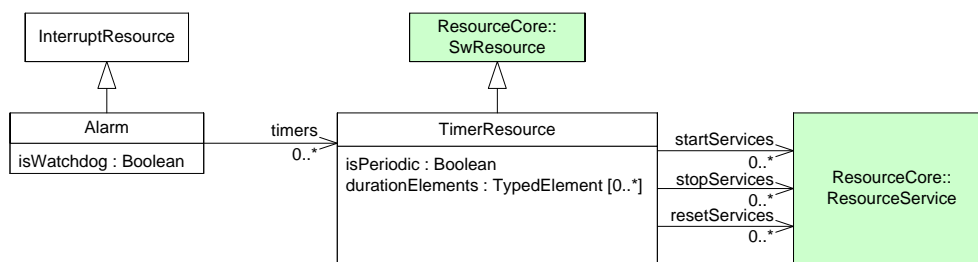 InterruptResource
ResourceCore::
SwResource
Alarm
isWatchdog : Boolean
timers
0..*
TimerResource
isPeriodic : Boolean
durationElements : TypedElement [0..*]
startServices
0..*
stopServices
0..*
resetServices
0..*
ResourceCore::
ResourceService